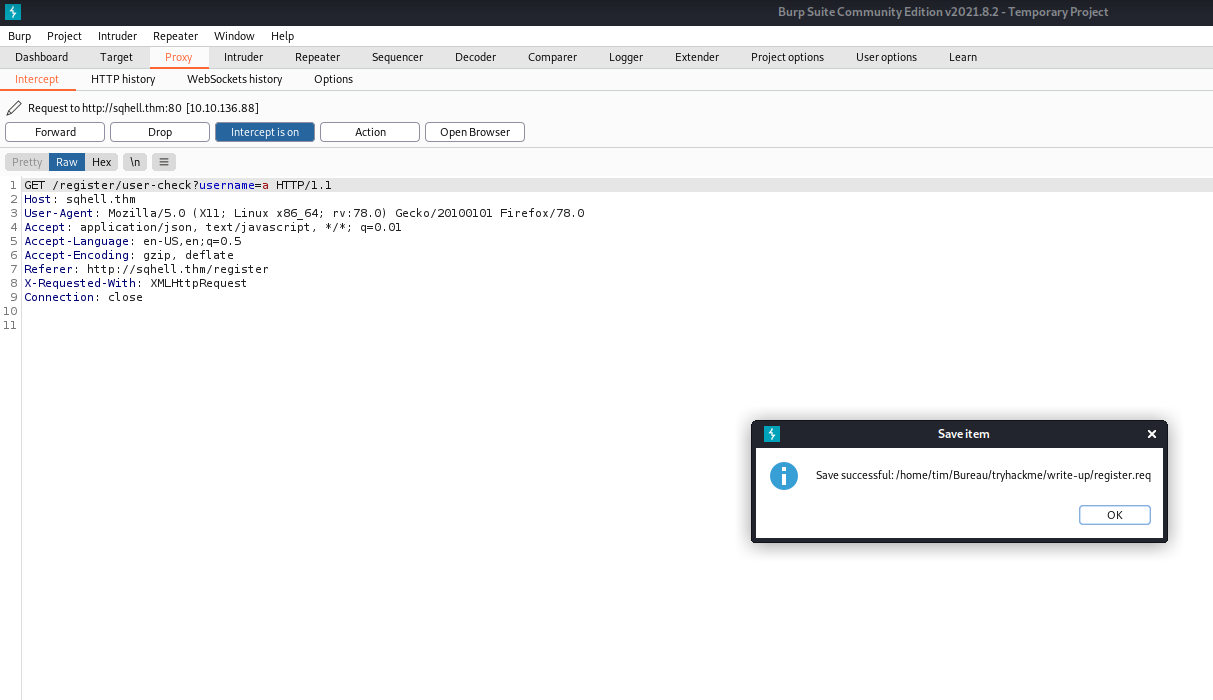 Burp Suite Community Edition v2021.8.2 - Temporary Project
Burp Project Intruder Repeater Window Help
Dashboard Target Proxy Intruder Repeater Sequencer Decoder Comparer Logger Extender Project options User options Learn
Intercept HTTP history WebSockets history Options
Request to http://sqhell.thm:80 [10.10.136.88]
Forward Drop Intercept is on Action Open Browser
Pretty Raw Hex \n
1 GET /register/user-check?username=a HTTP/1.1
2 Host: sqhell.thm
3 User-Agent: Mozilla/5.0 (X11; Linux x86_64; rv:78.0) Gecko/20100101 Firefox/78.0
4 Accept: application/json, text/javascript, */*; q=0.01
5 Accept-Language: en-US,en;q=0.5
6 Accept-Encoding: gzip, deflate
7 Referer: http://sqhell.thm/register
8 X-Requested-With: XMLHttpRequest
9 Connection: close
10
11
Save item
Save successful: /home/tim/Bureau/tryhackme/write-up/register.req
OK